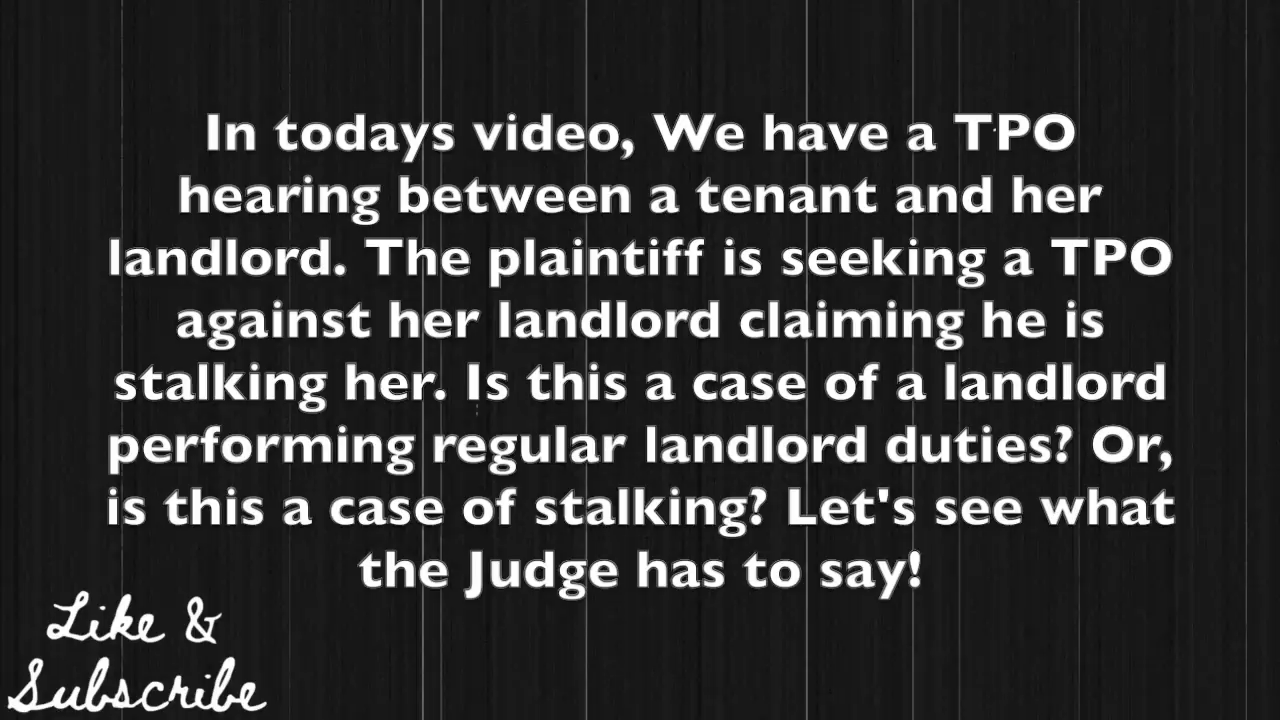 In todays video, We have a TPO
hearing between a tenant and her
landlord. The plaintiff is seeking a TPO
against her landlord claiming he is
stalking her. Is this a case of a landlord
performing regular landlord duties? Or,
is this a case of stalking? Let's see what
the Judge has to say!
Like &
Subscribe